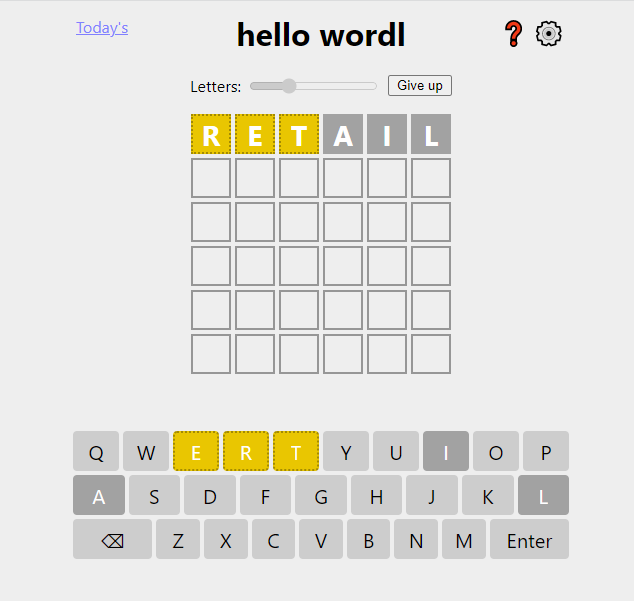 Today's
hello wordl
Letters:
Give up
R E T A I L
Q W E R T Y U I O P
A S D F G H J K L
Z X C V B N M Enter